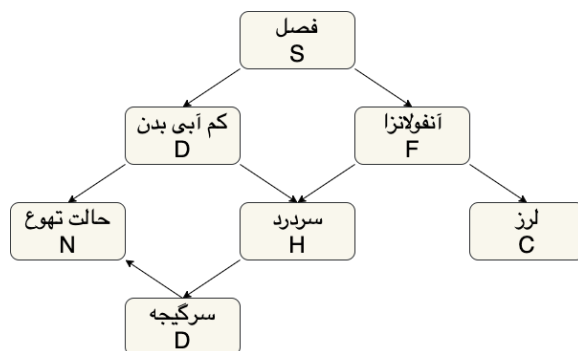 فصل
S
کم آبی بدن
D
آنفولانزا
F
حالت تهوع
N
سردرد
H
لرز
C
سرگیجه
D